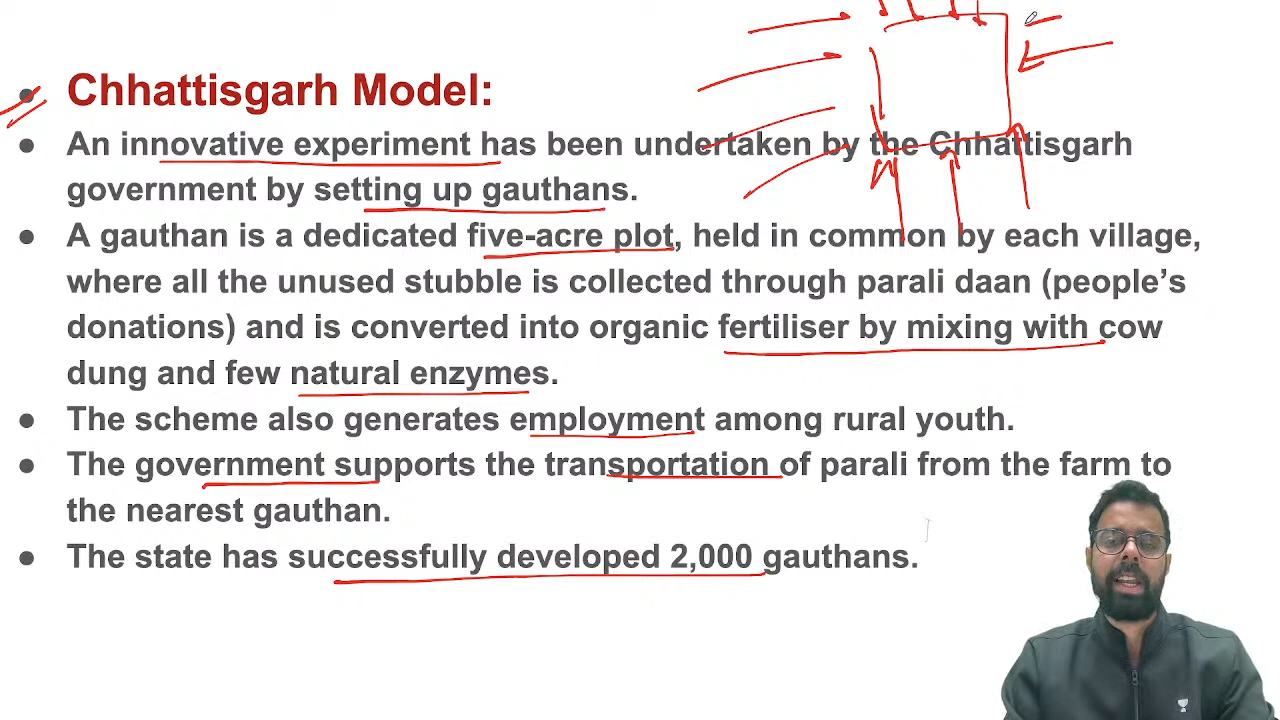 Chhattisgarh Model:
An innovative experiment has been undertaken by the Chhattisgarh
government by setting up gauthans.
A gauthan is a dedicated five-acre plot, held in common by each village,
where all the unused stubble is collected through parali daan (people’s
donations) and is converted into organic fertiliser by mixing with cow
dung and few natural enzymes.
The scheme also generates employment among rural youth.
The government supports the transportation of parali from the farm to
the nearest gauthan.
The state has successfully developed 2,000 gauthans.